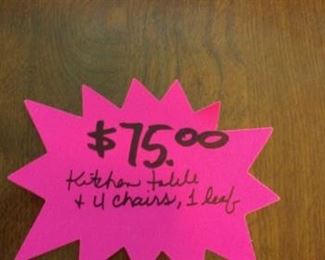 $75.00
Kitchen table
+ 4 chairs, 1 leaf